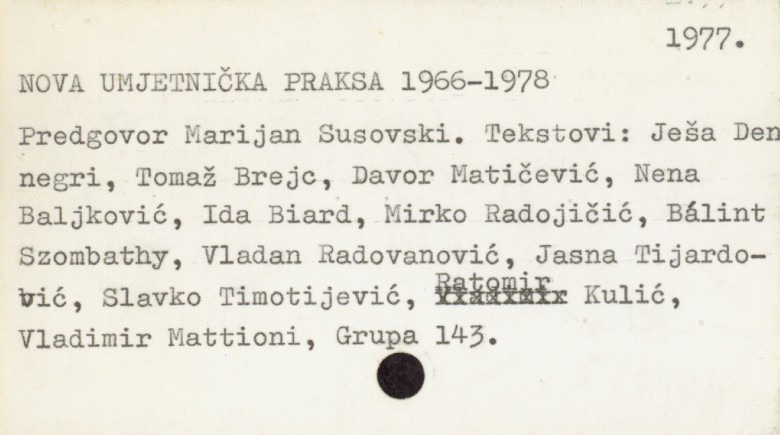 1977.
NOVA UMJETNIČKA PRAKSA 1966-1978
Predgovor Marijan Susovski. Tekstovi: Ješa Den
negri, Tomaž Brejc, Davor Matičević, Nena
Baljković, Ida Biard, Mirko Radojičić, Bálint
Szombathy, Vladan Radovanović, Jasna Tijardo-
vić, Slavko Timotijević, Ratomir Kulić,
Vladimir Mattioni, Grupa 143.